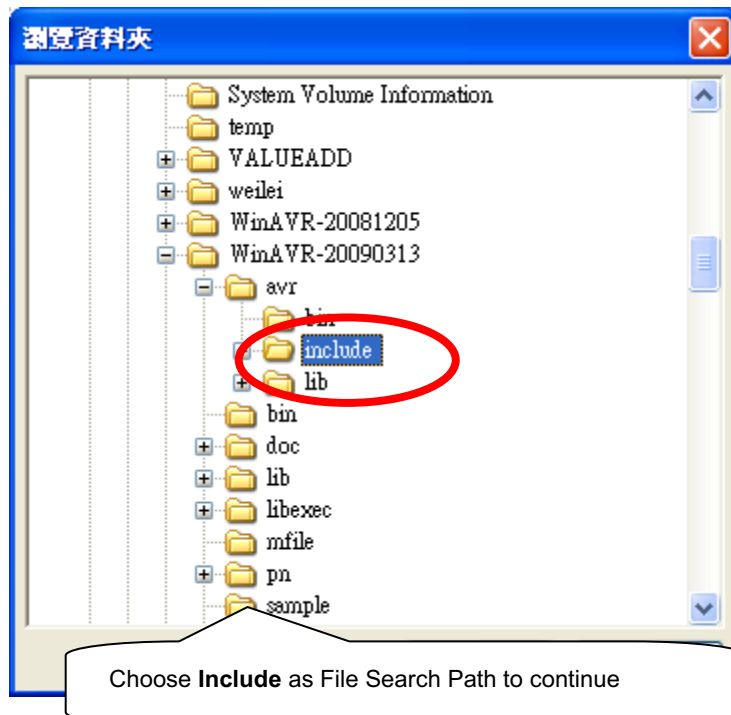 瀏覽資料夾
System Volume Information
temp
VALUEADD
weilei
WinAVR-20081205
WinAVR-20090313
avr
bin
include
lib
bin
doc
lib
libexec
mfile
pn
sample
Choose Include as File Search Path to continue